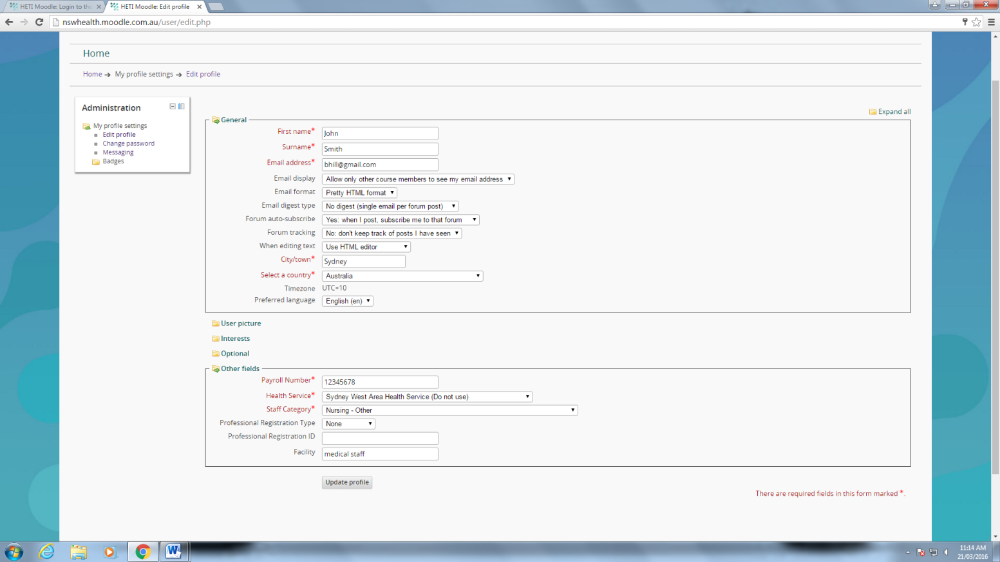 HETI Moodle: Login to the
HETI Moodle: Edit profile
nswhealth.moodle.com.au/user/edit.php
Home
Home → My profile settings → Edit profile
Administration
My profile settings
Edit profile
Change password
Messaging
Badges
Expand all
General
First name* John
Surname* Smith
Email address* bhill@gmail.com
Email display Allow only other course members to see my email address
Email format Pretty HTML format
Email digest type No digest (single email per forum post)
Forum auto-subscribe Yes: when I post, subscribe me to that forum
Forum tracking No: don't keep track of posts I have seen
When editing text Use HTML editor
City/town* Sydney
Select a country* Australia
Timezone UTC+10
Preferred language English (en)
User picture
Interests
Optional
Other fields
Payroll Number* 12345678
Health Service* Sydney West Area Health Service (Do not use)
Staff Category* Nursing - Other
Professional Registration Type None
Professional Registration ID
Facility medical staff
Update profile
There are required fields in this form marked *.
11:14 AM
21/03/2016